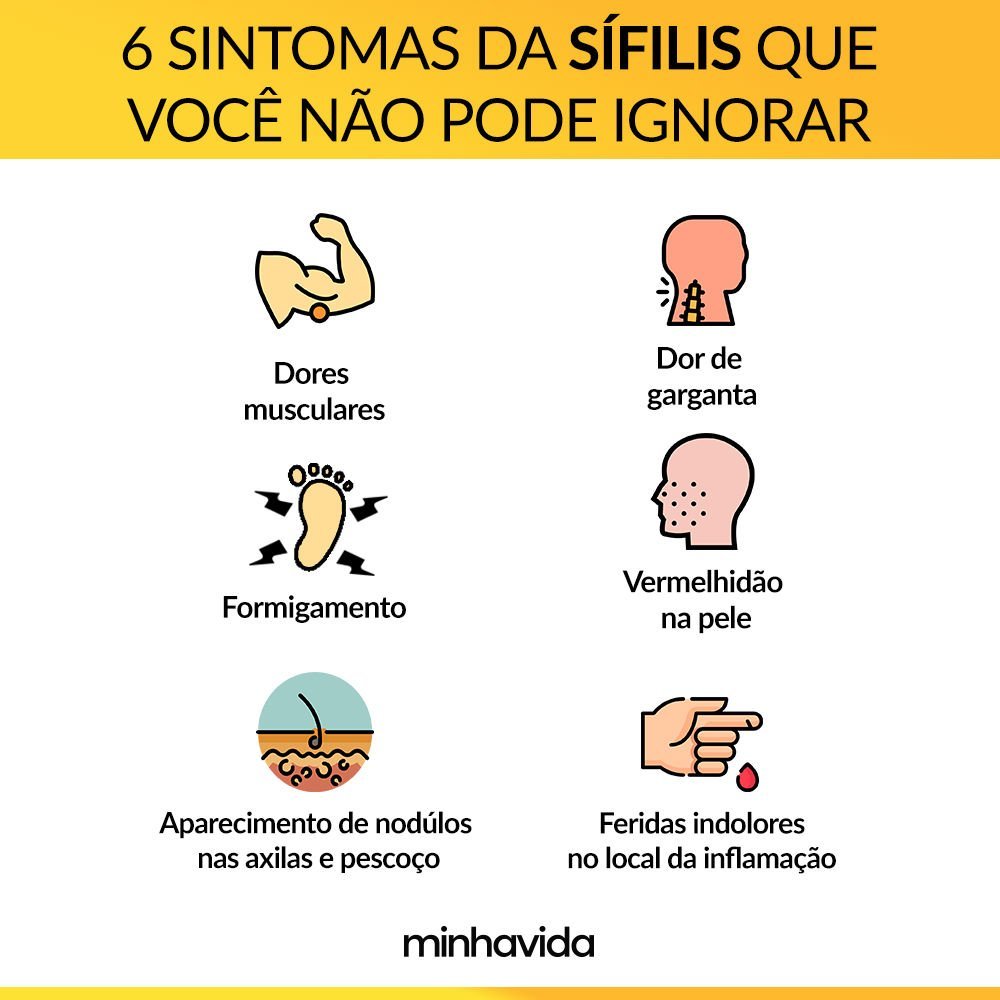 6 SINTOMAS DA SÍFILIS QUE
VOCÊ NÃO PODE IGNORAR
Dores
musculares
Dor de
garganta
Formigamento
Vermelhidão
na pele
Aparecimento de nodúlos
nas axilas e pescoço
Feridas indolores
no local da inflamação
minhavida